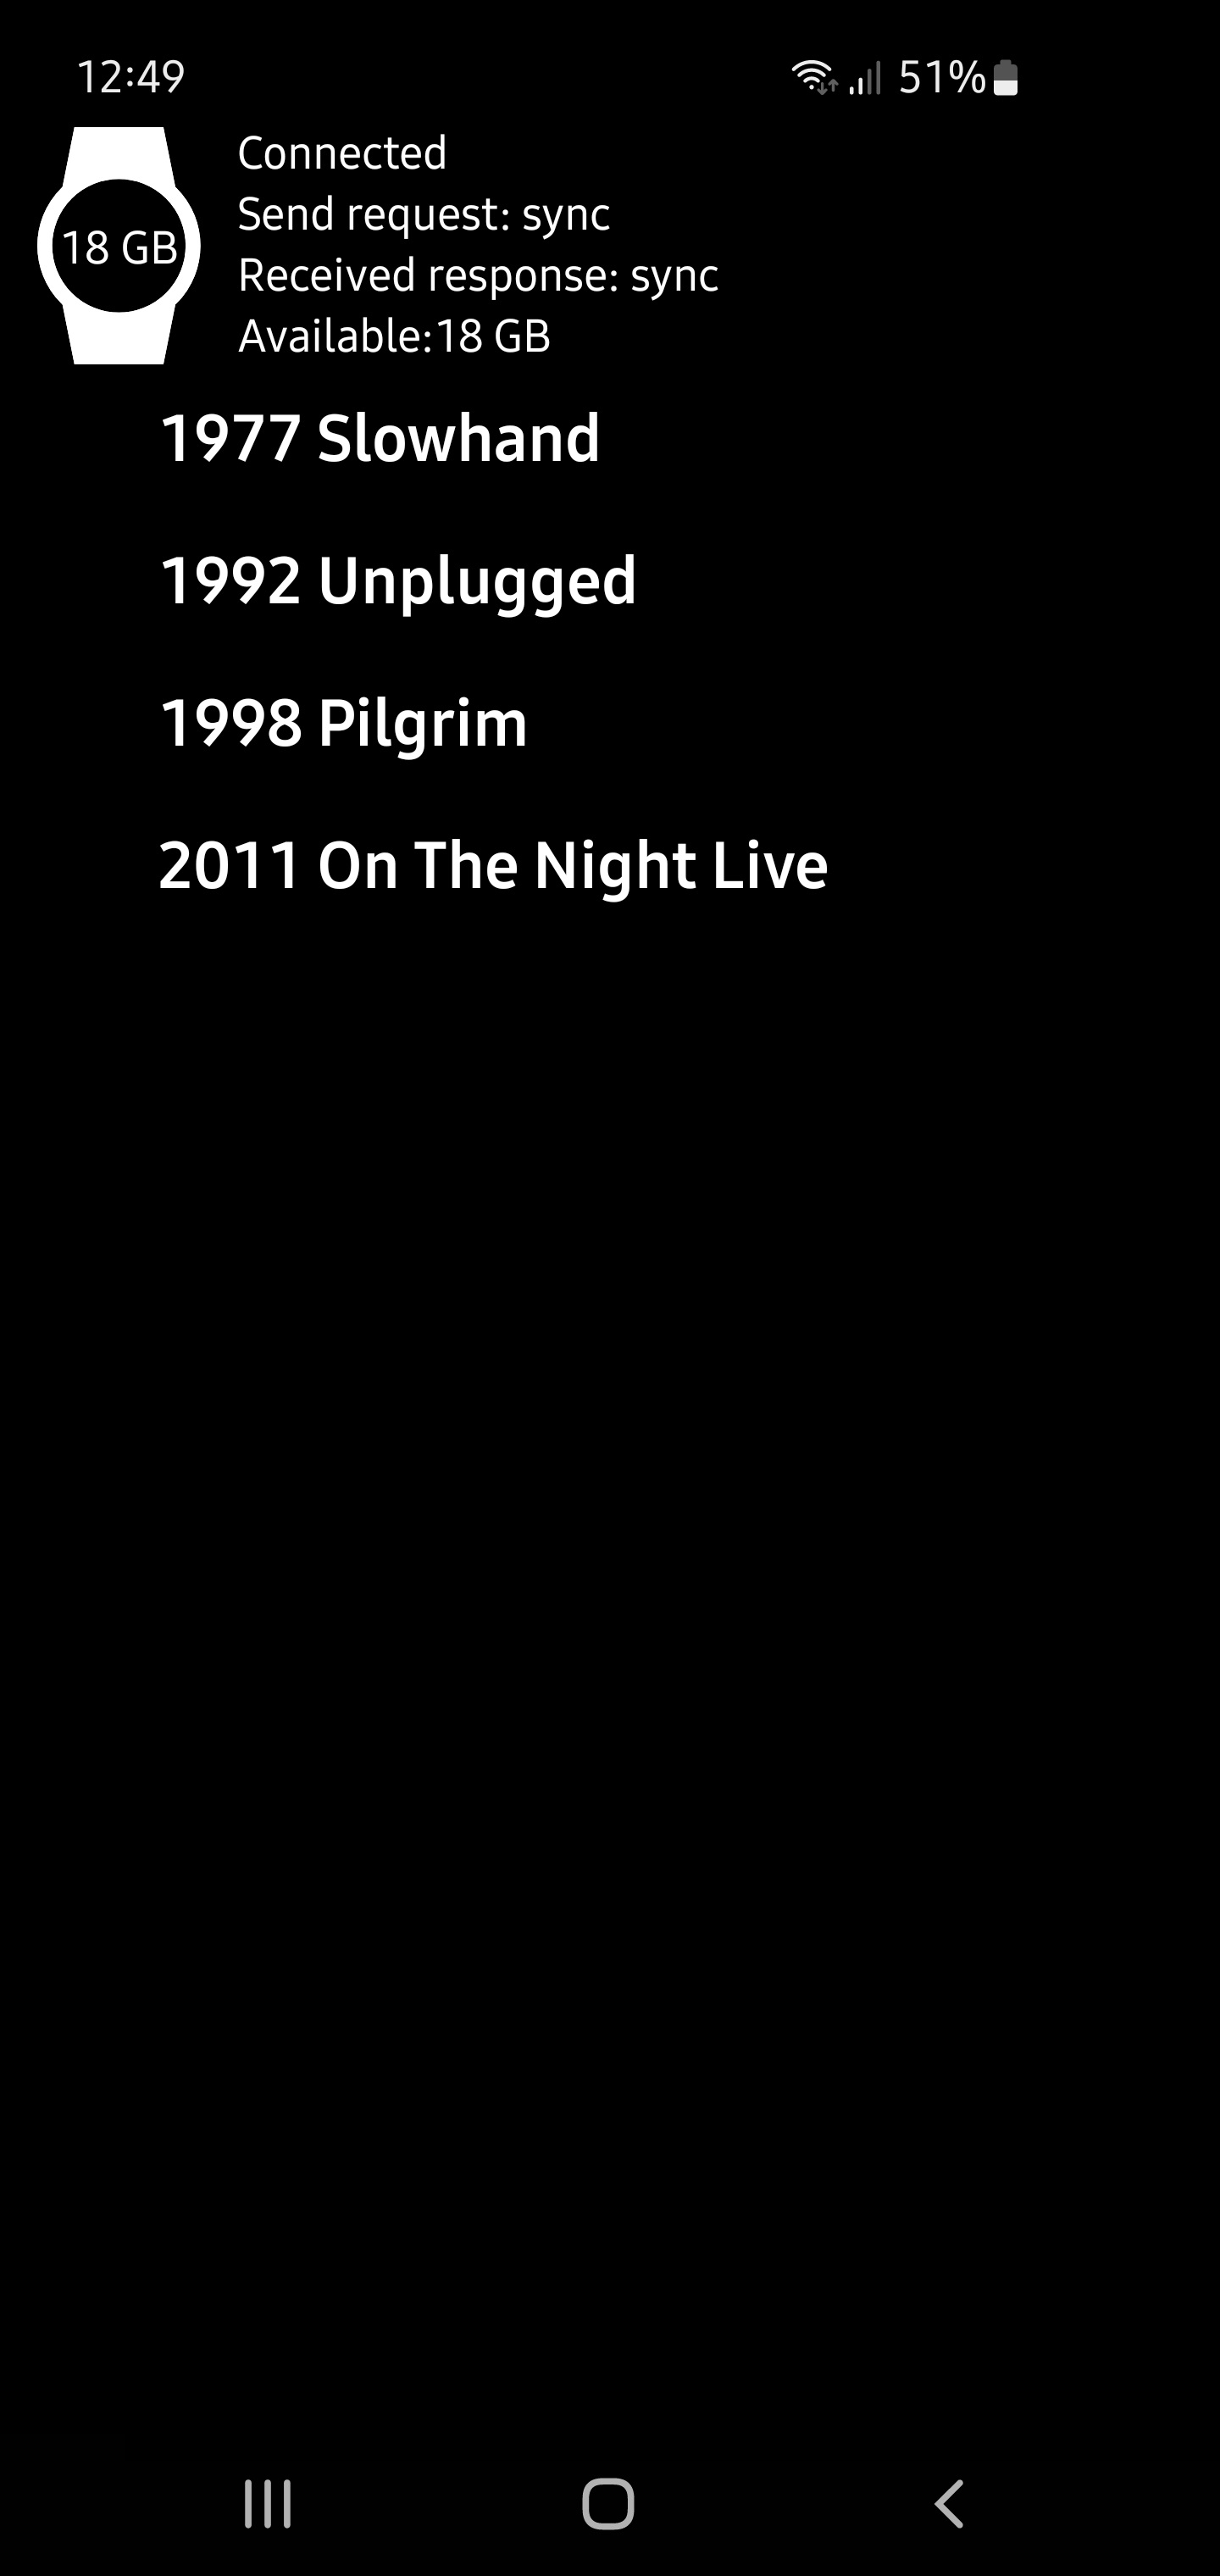 12:49
51%
18 GB
Connected
Send request: sync
Received response: sync
Available:18 GB
1977 Slowhand
1992 Unplugged
1998 Pilgrim
2011 On The Night Live